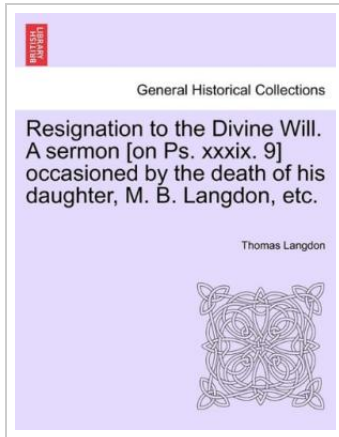 BRITISH
LIBRARY
General Historical Collections
Resignation to the Divine Will.
A sermon [on Ps. xxxix. 9]
occasioned by the death of his
daughter, M. B. Langdon, etc.
Thomas Langdon